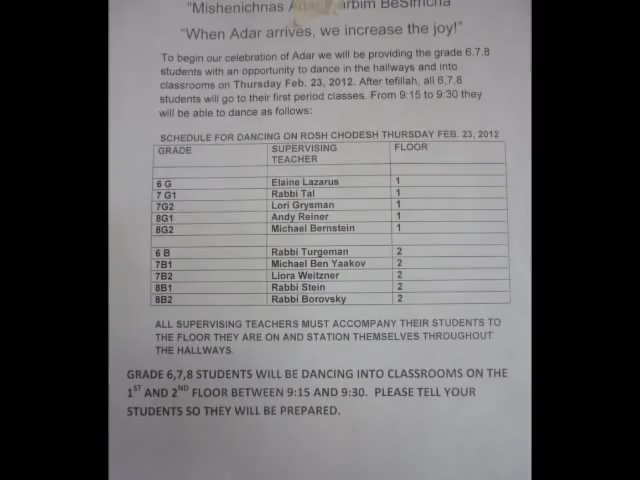 "Mishenichnas Adar Marbim BeSimcha
"When Adar arrives, we increase the joy!"
To begin our celebration of Adar we will be providing the grade 6,7,8
students with an opportunity to dance in the hallways and into
classrooms on Thursday Feb. 23, 2012. After tefillah, all 6,7,8
students will go to their first period classes. From 9:15 to 9:30 they
will be able to dance as follows:
SCHEDULE FOR DANCING ON ROSH CHODESH THURSDAY FEB. 23, 2012
GRADE SUPERVISING TEACHER FLOOR
6 G Elaine Lazarus 1
7 G1 Rabbi Tal 1
7G2 Lori Grysman 1
8G1 Andy Reiner 1
8G2 Michael Bernstein 1
6 B Rabbi Turgeman 2
7B1 Michael Ben Yaakov 2
7B2 Liora Weitzner 2
8B1 Rabbi Stein 2
8B2 Rabbi Borovsky 2
ALL SUPERVISING TEACHERS MUST ACCOMPANY THEIR STUDENTS TO
THE FLOOR THEY ARE ON AND STATION THEMSELVES THROUGHOUT
THE HALLWAYS.
GRADE 6,7,8 STUDENTS WILL BE DANCING INTO CLASSROOMS ON THE
1ST AND 2ND FLOOR BETWEEN 9:15 AND 9:30. PLEASE TELL YOUR
STUDENTS SO THEY WILL BE PREPARED.